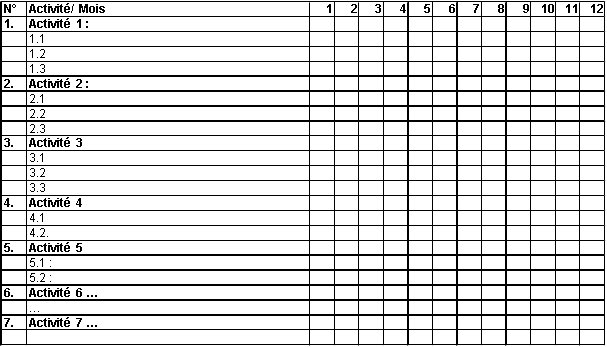 N° Activité/ Mois 1 2 3 4 5 6 7 8 9 10 11 12
1. Activité 1 :
1.1
1.2
1.3
2. Activité 2 :
2.1
2.2
2.3
3. Activité 3
3.1
3.2
3.3
4. Activité 4
4.1
4.2.
5. Activité 5
5.1 :
5.2 :
6. Activité 6 ...
...
7. Activité 7 ...